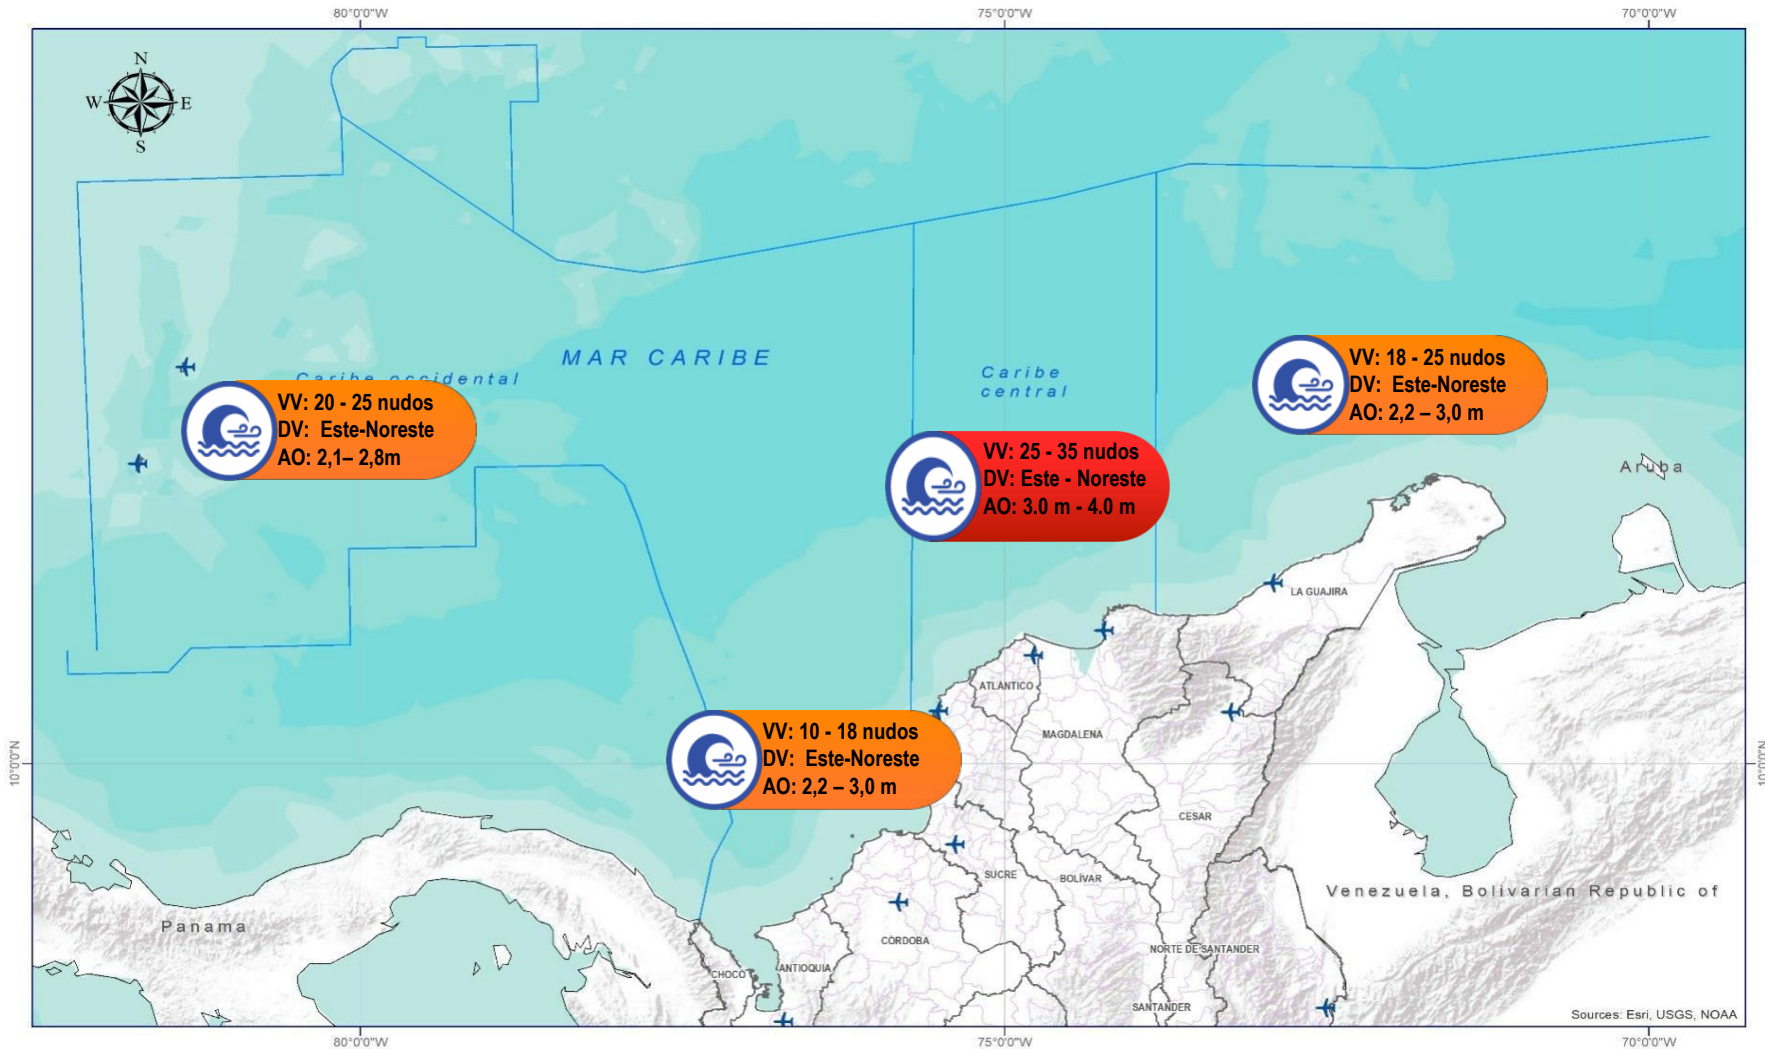 80°0'0"W
75°0'0"W
70°0'0"W
N
W
E
S
MAR CARIBE
Caribe occidental
Caribe
central
VV: 18 - 25 nudos
DV: Este-Noreste
AO: 2,2 – 3,0 m
VV: 20 - 25 nudos
DV: Este-Noreste
AO: 2,1– 2,8m
VV: 25 - 35 nudos
DV: Este - Noreste
AO: 3.0 m - 4.0 m
Aruba
LA GUAJIRA
ATLANTICO
MAGDALENA
VV: 10 - 18 nudos
DV: Este-Noreste
AO: 2,2 – 3,0 m
10°0'0"N
10°0'0"N
CESAR
SUCRE
BOLÍVAR
Venezuela, Bolivarian Republic of
Panama
CÓRDOBA
NORTE DE SANTANDER
CHOCO
ANTIOQUIA
SANTANDER
Sources: Esri, USGS, NOAA
80°0'0"W
75°0'0"W
70°0'0"W